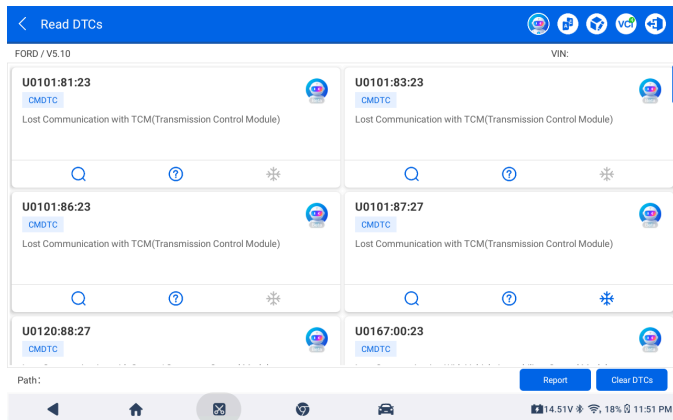 Read DTCs
VCI
FORD / V5.10
VIN:
U0101:81:23
CMDTC
Lost Communication with TCM(Transmission Control Module)
U0101:83:23
CMDTC
Lost Communication with TCM(Transmission Control Module)
U0101:86:23
CMDTC
Lost Communication with TCM(Transmission Control Module)
U0101:87:27
CMDTC
Lost Communication with TCM(Transmission Control Module)
U0120:88:27
CMDTC
U0167:00:23
CMDTC
Path:
Report
Clear DTCs
14.51V 18% 11:51 PM